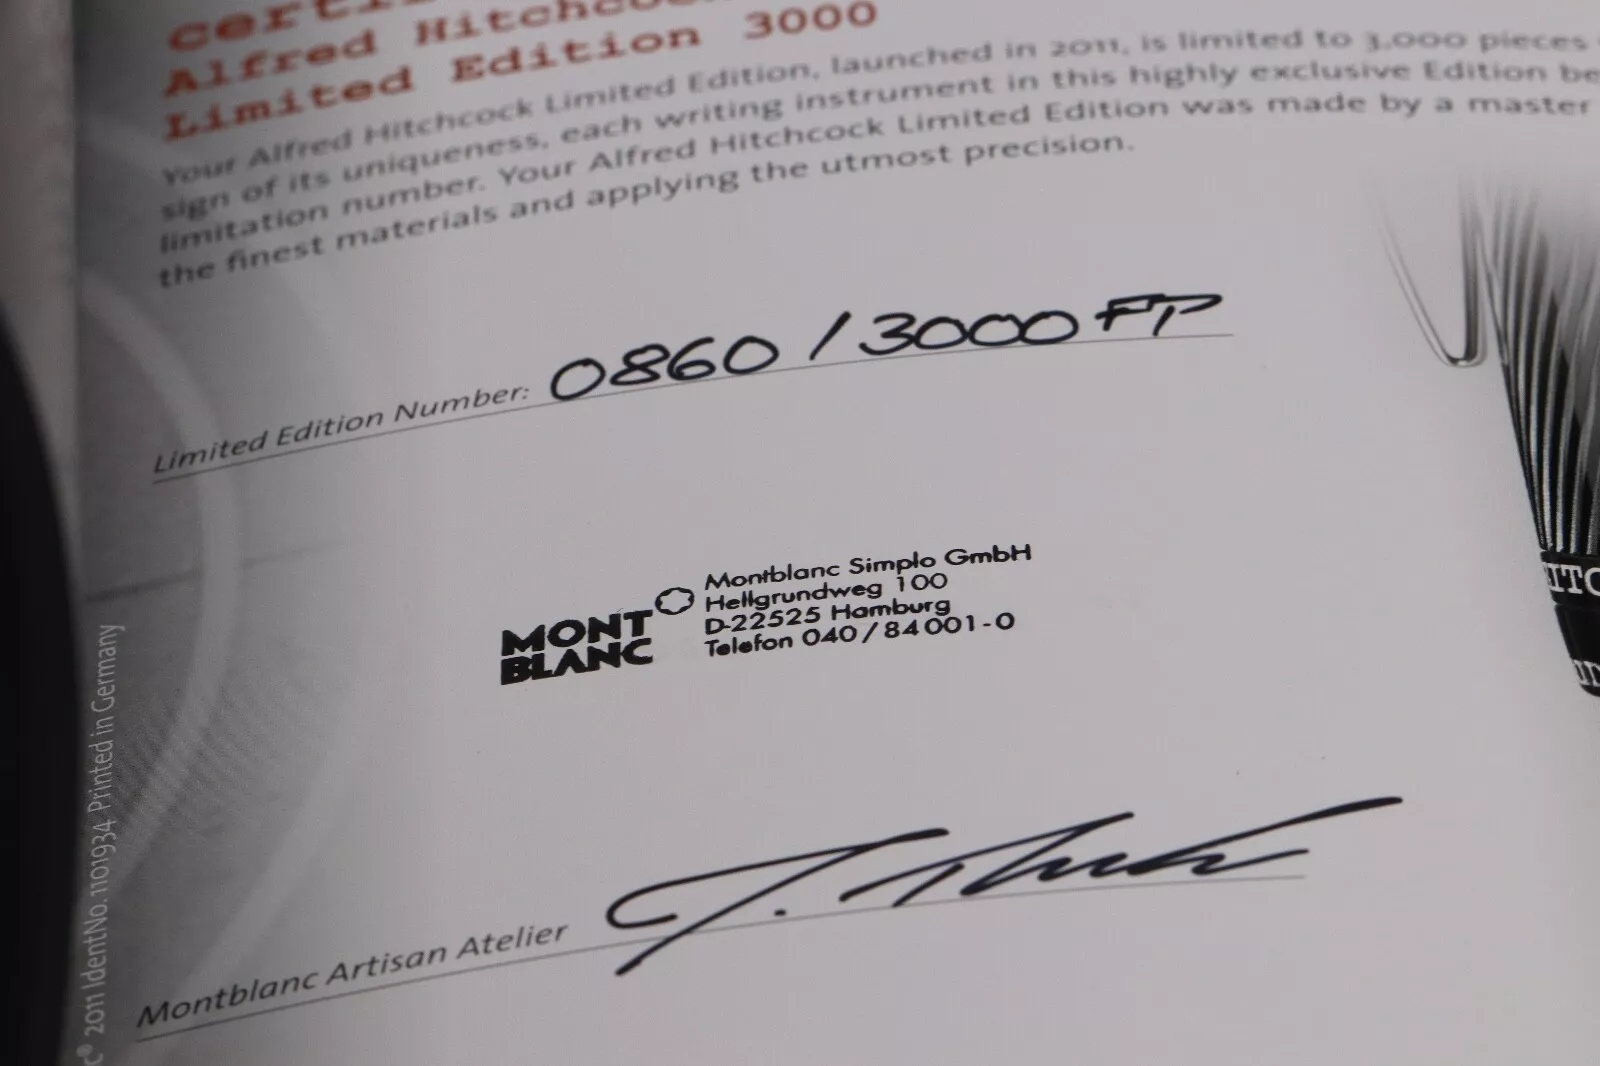 Alfred Hitchcock
Limited Edition 3000
Your Alfred Hitchcock Limited Edition, launched in 2011, is limited to 3,000 pieces
sign of its uniqueness, each writing instrument in this highly exclusive Edition be
limitation number. Your Alfred Hitchcock Limited Edition was made by a master
the finest materials and applying the utmost precision.
Limited Edition Number: 0860 / 3000 FP
MONT
BLANC
Montblanc Simplo GmbH
Hellgrundweg 100
D-22525 Hamburg
Telefon 040/84 001-0
Montblanc Artisan Atelier
c® 2011 IdentNo. 1101934 Printed in Germany
ITC